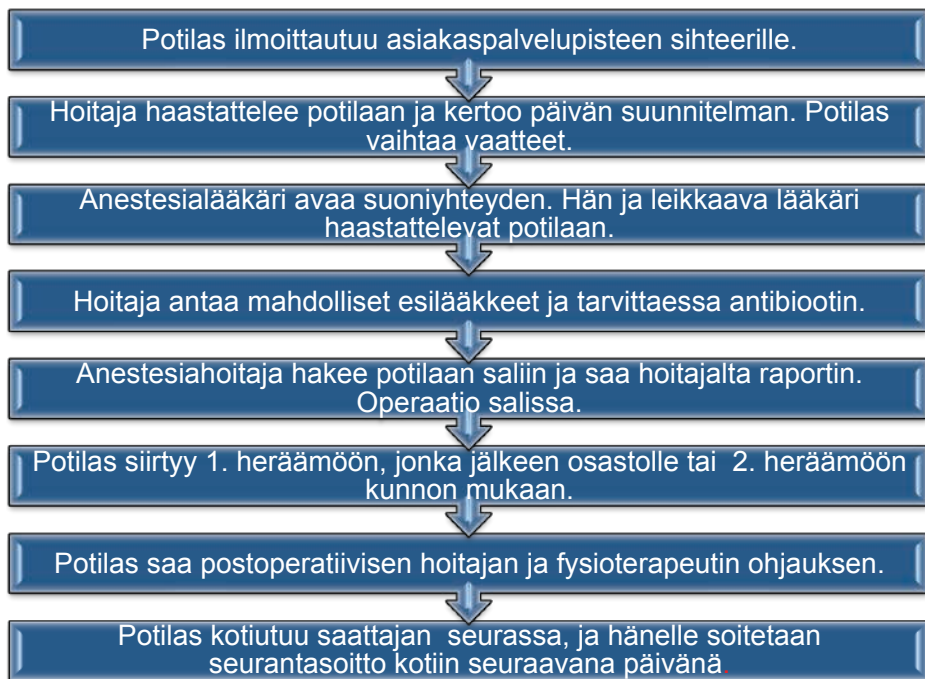 Potilas ilmoittautuu asiakaspalvelupisteen sihteerille.
Hoitaja haastattelee potilaan ja kertoo päivän suunnitelman. Potilas
vaihtaa vaatteet.
Anestesialääkäri avaa suoniyhteyden. Hän ja leikkaava lääkäri
haastattelevat potilaan.
Hoitaja antaa mahdolliset esilääkkeet ja tarvittaessa antibiootin.
Anestesiahoitaja hakee potilaan saliin ja saa hoitajalta raportin.
Operaatio salissa.
Potilas siirtyy 1. heräämöön, jonka jälkeen osastolle tai  2. heräämöön
kunnon mukaan.
Potilas saa postoperatiivisen hoitajan ja fysioterapeutin ohjauksen.
Potilas kotiutuu saattajan  seurassa, ja hänelle soitetaan
seurantasoitto kotiin seuraavana päivänä.